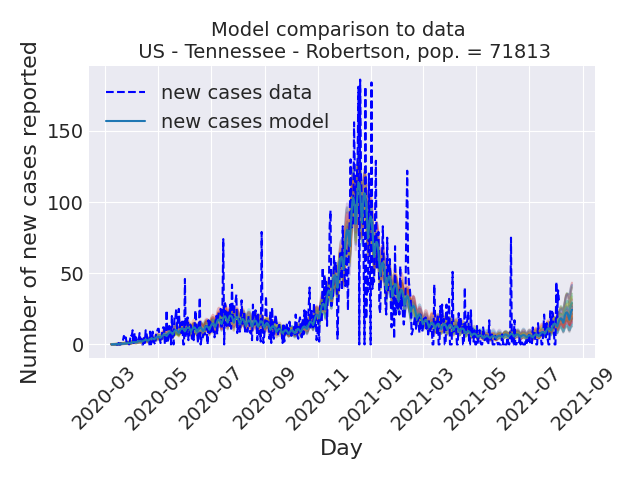 Model comparison to data
US - Tennessee - Robertson, pop. = 71813
Number of new cases reported
new cases data
new cases model
150
100
50
0
2020-03
2020-05
2020-07
2020-09
2020-11
2021-01
2021-03
2021-05
2021-07
2021-09
Day